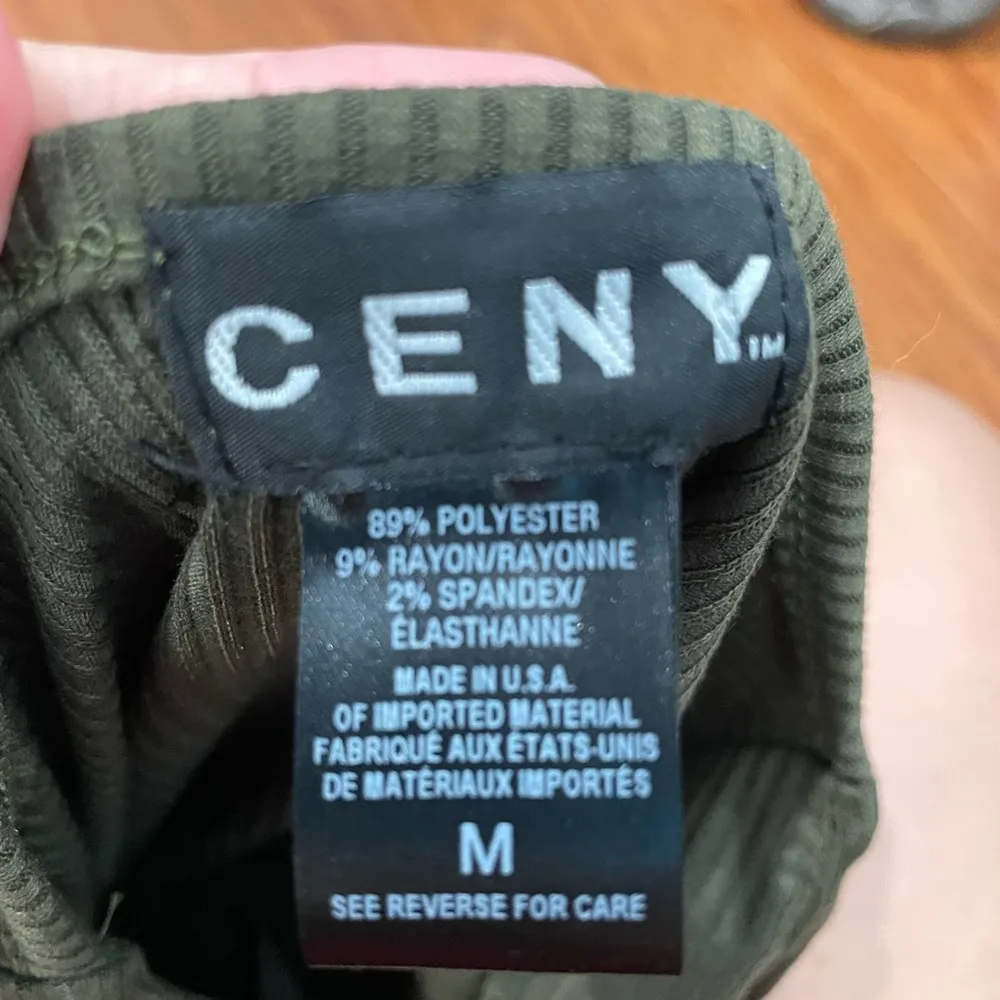 CENY™
89% POLYESTER
9% RAYON/RAYONNE
2% SPANDEX/
ÉLASTHANNE
MADE IN U.S.A.
OF IMPORTED MATERIAL
FABRIQUÉ AUX ÉTATS-UNIS
DE MATÉRIAUX IMPORTÉS
M
SEE REVERSE FOR CARE